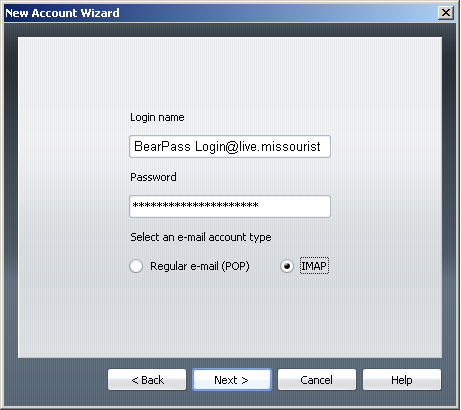 New Account Wizard
Login name
BearPass Login@live.missourist
Password
*********************
Select an e-mail account type
Regular e-mail (POP)
IMAP
< Back
Next >
Cancel
Help